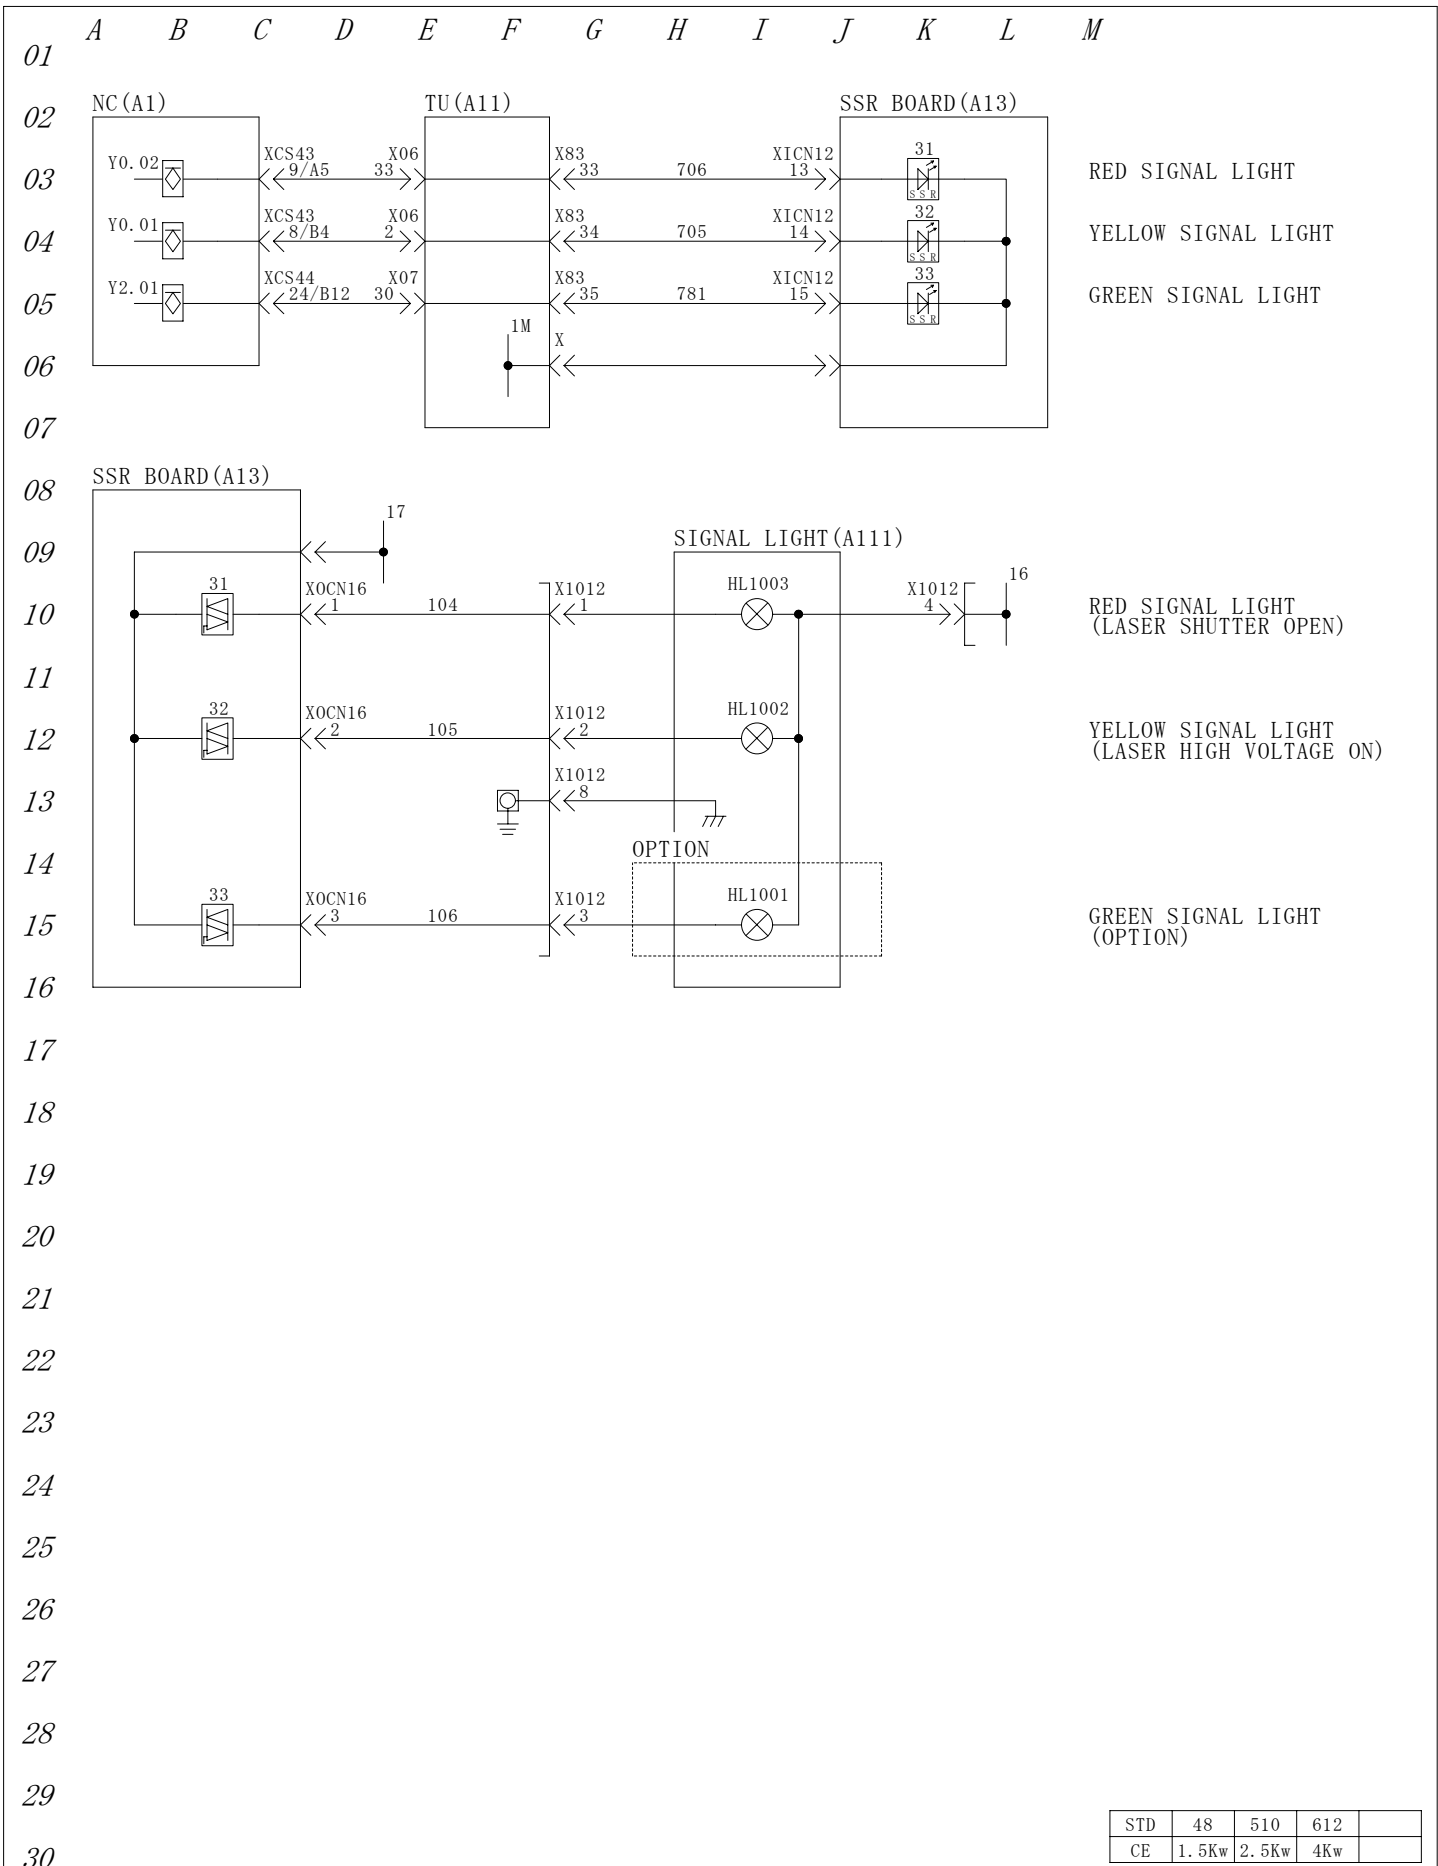 A B C D E F G H I J K L M
01
NC(A1) TU(A11) SSR BOARD(A13)
02
XCS43 X06 X83 XICN12 31
Y0.02 9/A5 33 33 706 13 RED SIGNAL LIGHT
03
SSR
XCS43 X06 X83 XICN12 32
Y0.01 8/B4 2 34 705 14 YELLOW SIGNAL LIGHT
04
SSR
XCS44 X07 X83 XICN12 33
Y2.01 24/B12 30 35 781 15 GREEN SIGNAL LIGHT
05
SSR
1M X
06
07
SSR BOARD(A13)
08
17
SIGNAL LIGHT(A111)
09
16
31 XOCN16 X1012 HL1003 X1012
1 104 1 4 RED SIGNAL LIGHT
10
(LASER SHUTTER OPEN)
11
32 XOCN16 X1012 HL1002
2 105 2 YELLOW SIGNAL LIGHT
12
(LASER HIGH VOLTAGE ON)
X1012
8
13
OPTION
14
33 XOCN16 X1012 HL1001
3 106 3 GREEN SIGNAL LIGHT
15
(OPTION)
16
17
18
19
20
21
22
23
24
25
26
27
28
29
STD 48 510 612
CE 1.5Kw 2.5Kw 4Kw
30